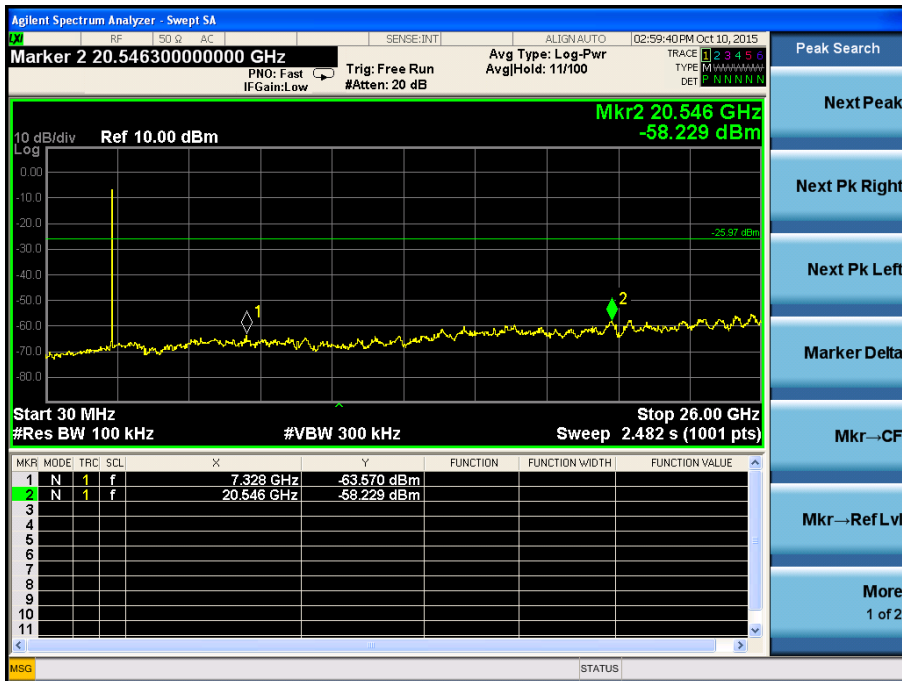 Agilent Spectrum Analyzer - Swept SA
LXI RF 50 Ω AC SENSE:INT ALIGN AUTO 02:59:40 PM Oct 10, 2015
Marker 2 20.546300000000 GHz
PNO: Fast
IFGain:Low
Trig: Free Run
#Atten: 20 dB
Avg Type: Log-Pwr
Avg|Hold: 11/100
TRACE 1 2 3 4 5 6
TYPE M WWWWW
DET P N N N N N
Peak Search
Next Peak
Next Pk Right
Next Pk Left
Marker Delta
Mkr→CF
Mkr→Ref Lvl
More
1 of 2
Mkr2 20.546 GHz
-58.229 dBm
10 dB/div Ref 10.00 dBm
Log
0.00
-10.0
-20.0
-25.97 dBm
-30.0
-40.0
-50.0
-60.0
-70.0
-80.0
1
2
Start 30 MHz Stop 26.00 GHz
#Res BW 100 kHz #VBW 300 kHz Sweep 2.482 s (1001 pts)
MKR MODE TRC SCL X Y FUNCTION FUNCTION WIDTH FUNCTION VALUE
1 N 1 f 7.328 GHz -63.570 dBm
2 N 1 f 20.546 GHz -58.229 dBm
3
4
5
6
7
8
9
10
11
MSG STATUS